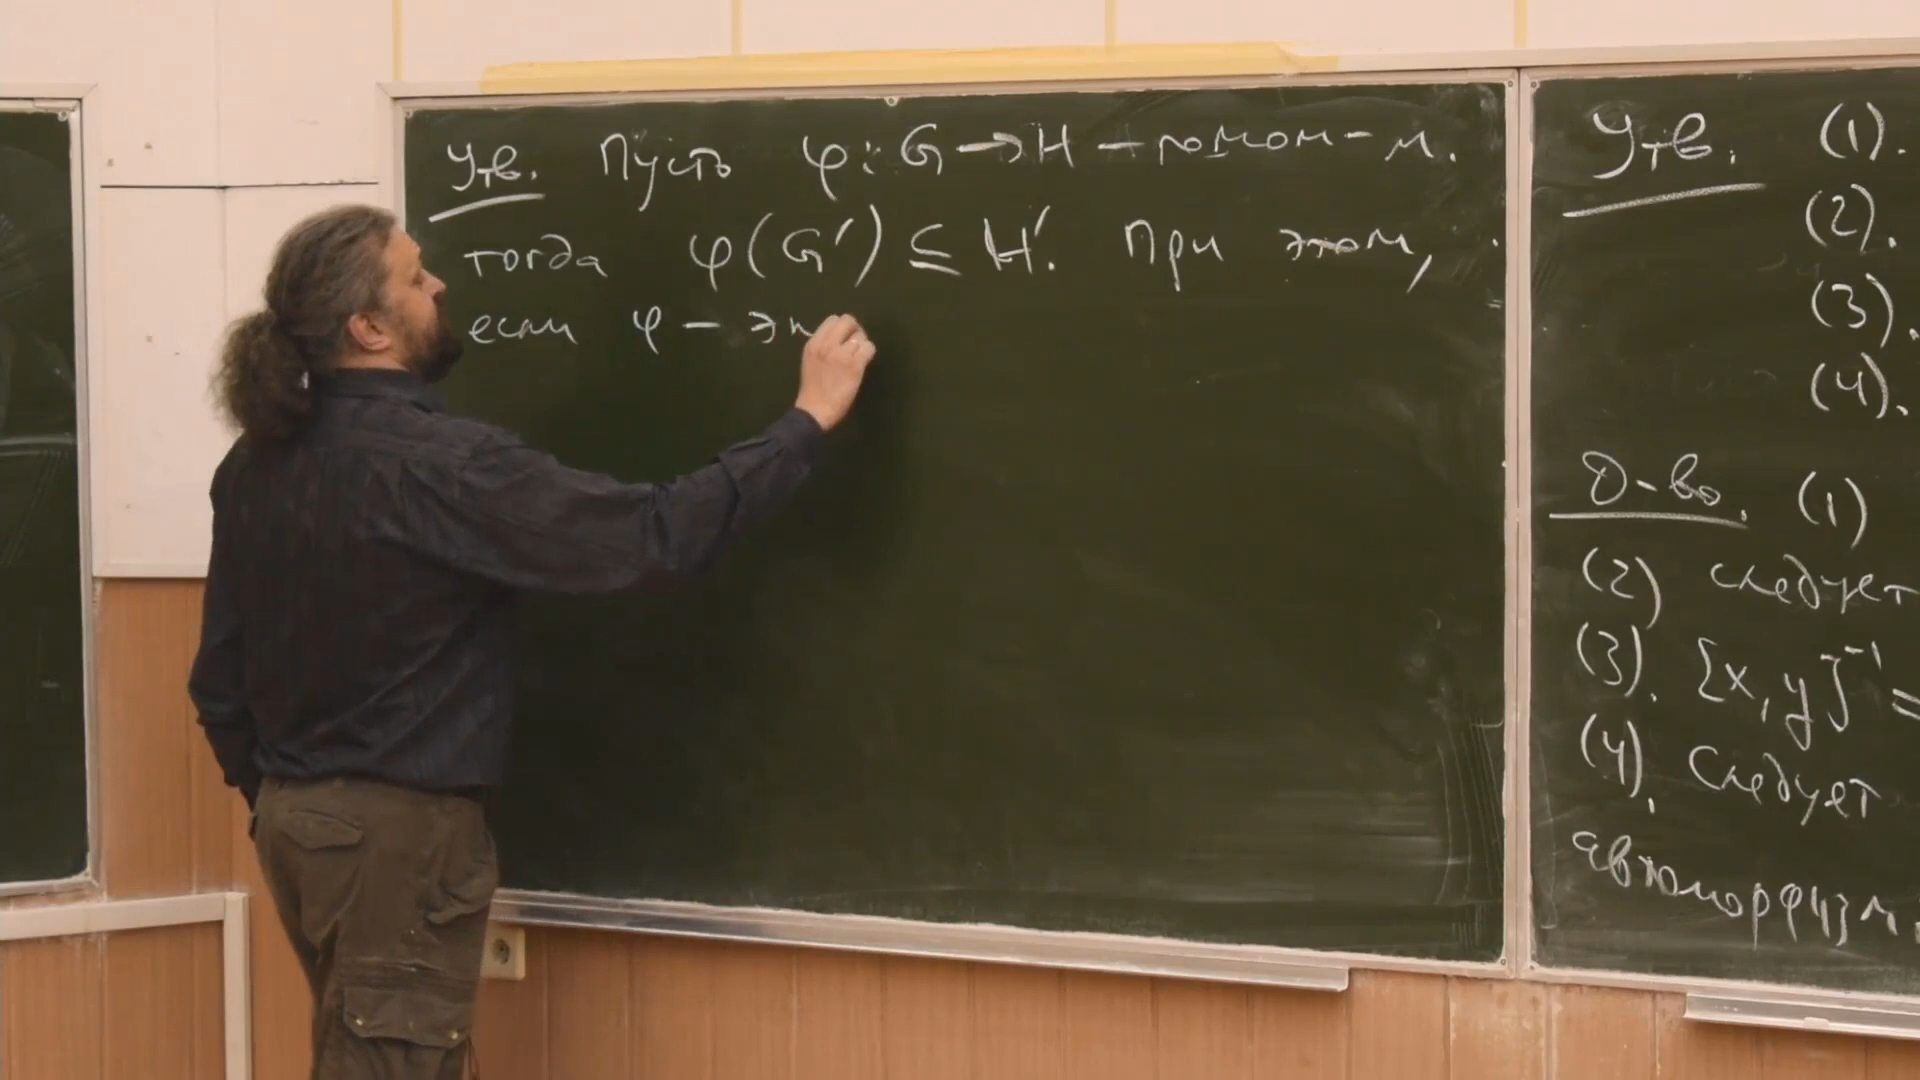 Утв. Пусть φ: G → H – гомом-м.
тогда φ(G') ⊆ H'. При этом,
если φ – эп
Утв. (1).
(2).
(3).
(4).
Д-во. (1)
(2) следует
(3). [x, y]⁻¹ =
(4). Следует
автоморфизм